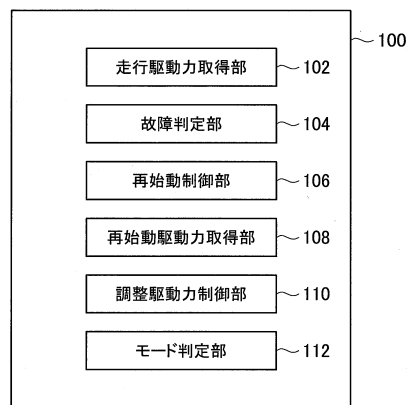 100
走行駆動力取得部 102
故障判定部 104
再始動制御部 106
再始動駆動力取得部 108
調整駆動力制御部 110
モード判定部 112